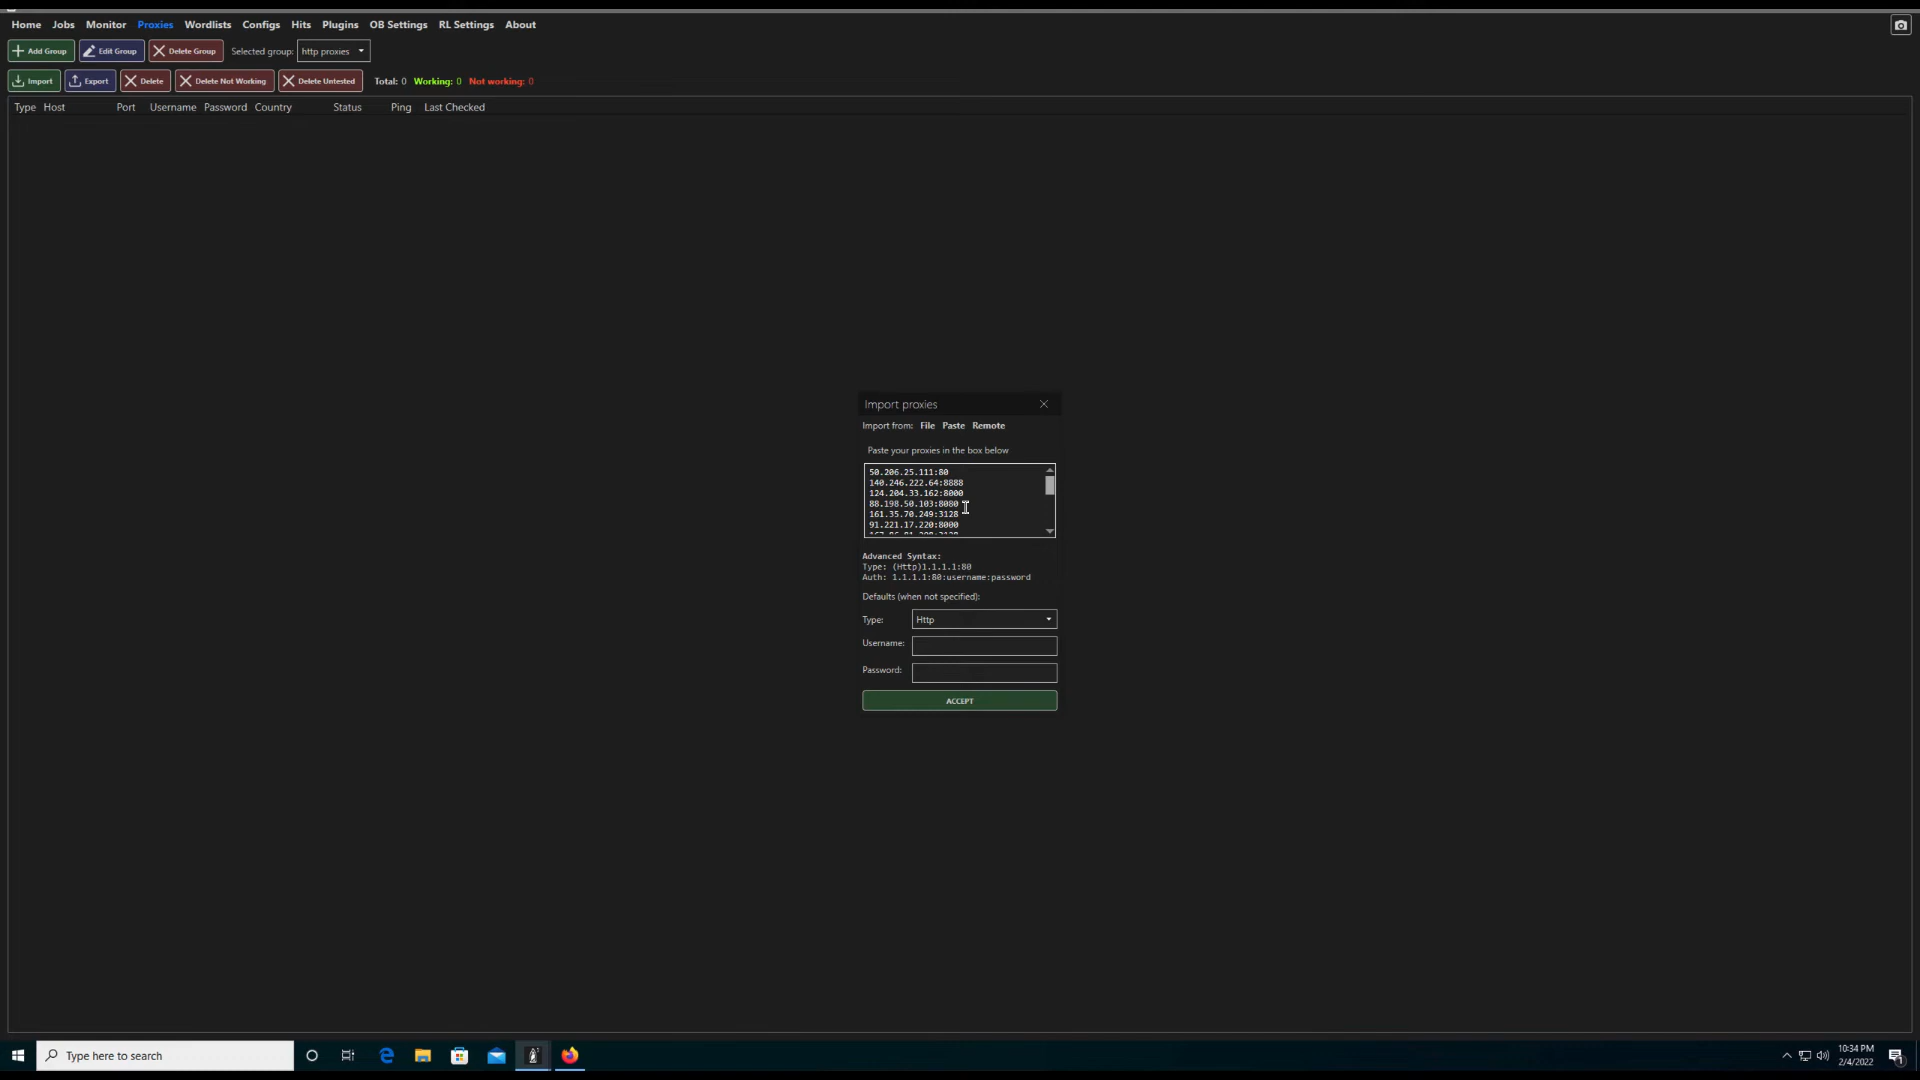 Home Jobs Monitor Proxies Wordlists Configs Hits Plugins OB Settings RL Settings About
Add Group Edit Group Delete Group Selected group: http proxies
Import Export Delete Delete Not Working Delete Untested Total: 0 Working: 0 Not working: 0
Type Host Port Username Password Country Status Ping Last Checked
Import proxies
Import from: File Paste Remote
Paste your proxies in the box below
50.206.25.111:80
140.246.222.64:8888
124.204.33.162:8000
88.198.50.103:8080
161.35.70.249:3128
91.221.17.220:8000
Advanced Syntax:
Type: (Http)1.1.1.1:80
Auth: 1.1.1.1:80:username:password
Defaults (when not specified):
Type: Http
Username:
Password:
ACCEPT
Type here to search
10:34 PM
2/4/2022